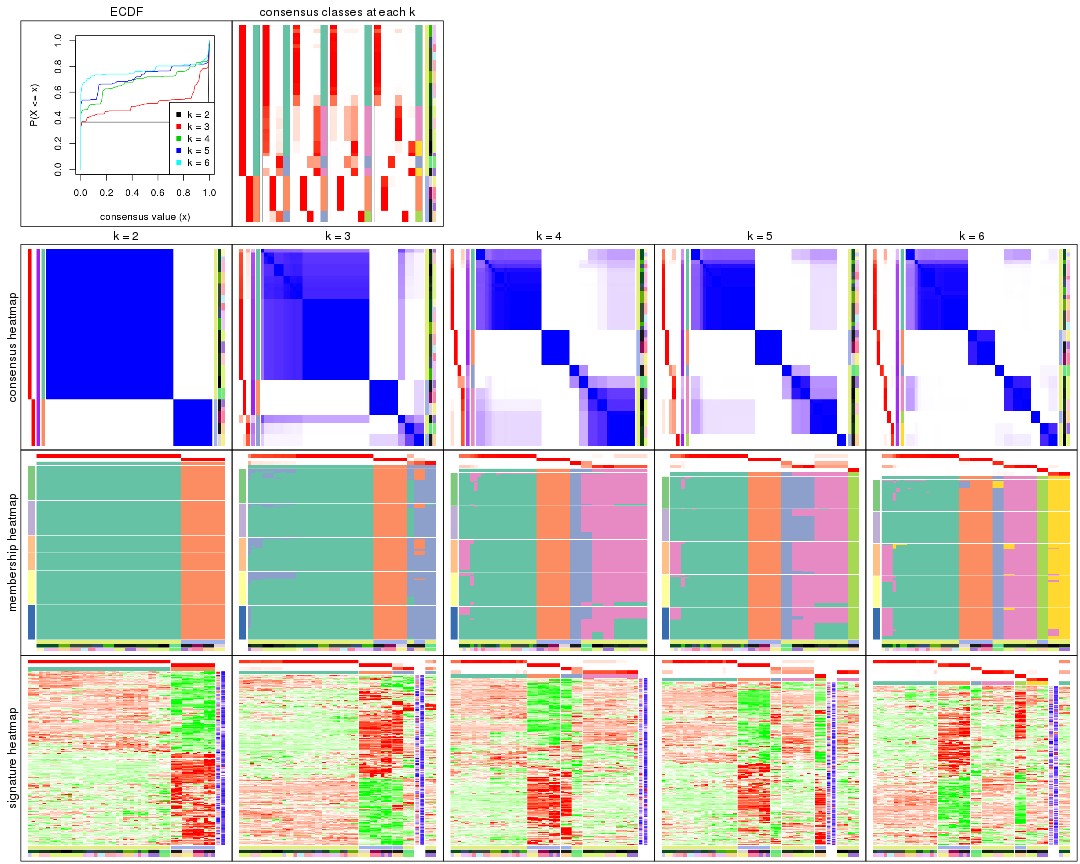 ECDF
consensus classes at each k
P(X <= x)
1.0
0.8
0.6
0.4
0.2
0.0
k = 2
k = 3
k = 4
k = 5
k = 6
0.0 0.2 0.4 0.6 0.8 1.0
consensus value (x)
k = 2
k = 3
k = 4
k = 5
k = 6
consensus heatmap
membership heatmap
signature heatmap